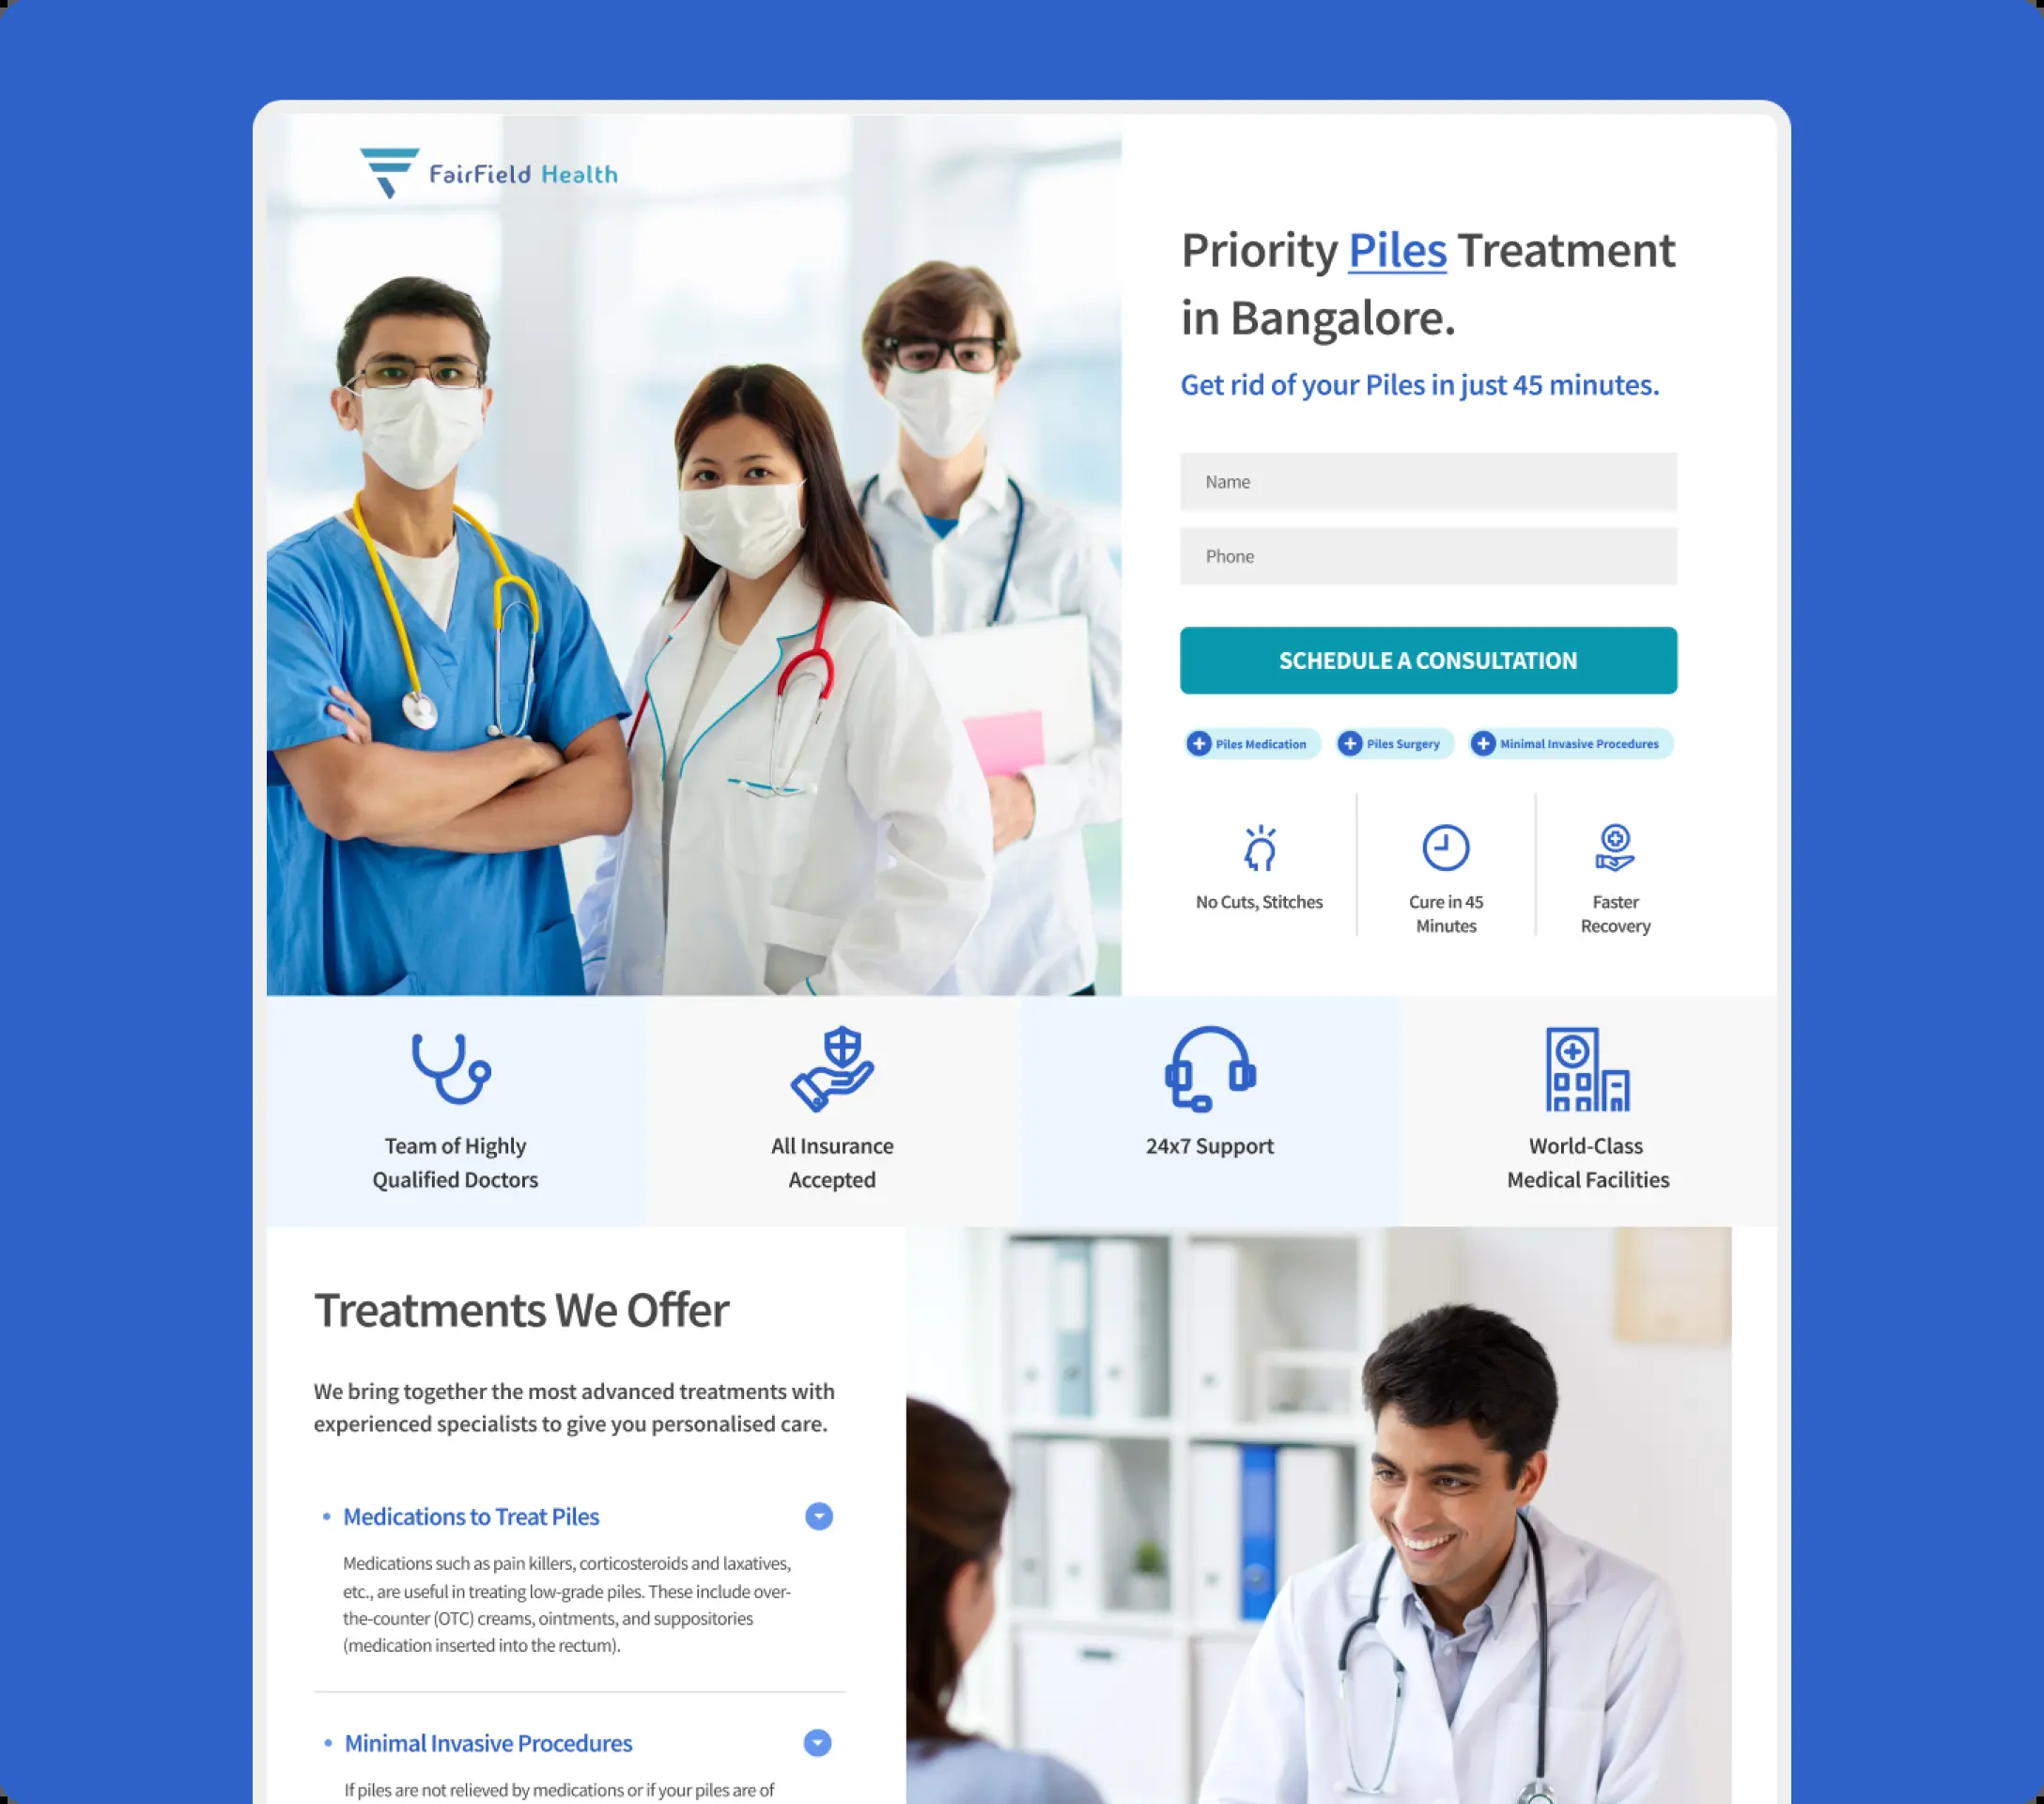 FairField Health
Priority Piles Treatment
in Bangalore.
Get rid of your Piles in just 45 minutes.
Name
Phone
SCHEDULE A CONSULTATION
Piles Medication
Piles Surgery
Minimal Invasive Procedures
No Cuts, Stitches
Cure in 45
Minutes
Faster
Recovery
Team of Highly
Qualified Doctors
All Insurance
Accepted
24x7 Support
World-Class
Medical Facilities
Treatments We Offer
We bring together the most advanced treatments with
experienced specialists to give you personalised care.
Medications to Treat Piles
Medications such as pain killers, corticosteroids and laxatives,
etc., are useful in treating low-grade piles. These include over-
the-counter (OTC) creams, ointments, and suppositories
(medication inserted into the rectum).
Minimal Invasive Procedures
If piles are not relieved by medications or if your piles are of